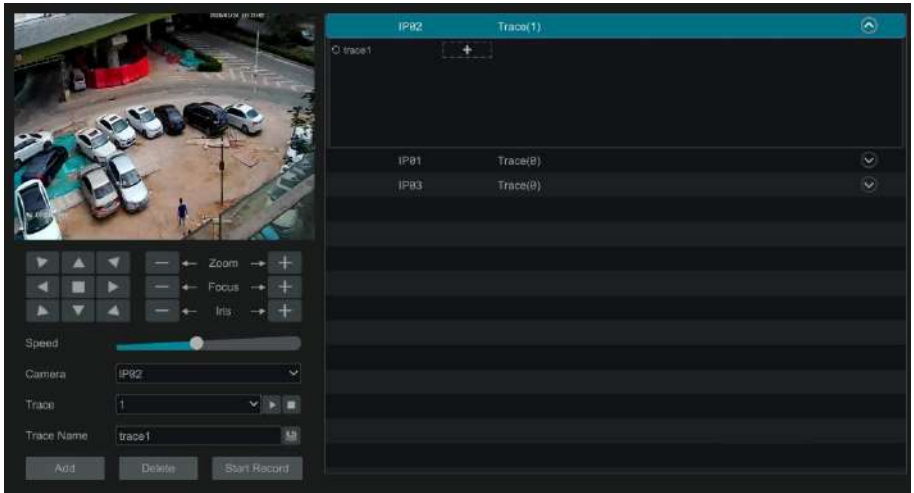 IP02 Trace(1)
trace1
IP01 Trace(0)
IP03 Trace(0)
Zoom
Focus
Iris
Speed
Camera IP02
Trace 1
Trace Name trace1
Add Delete Start Record